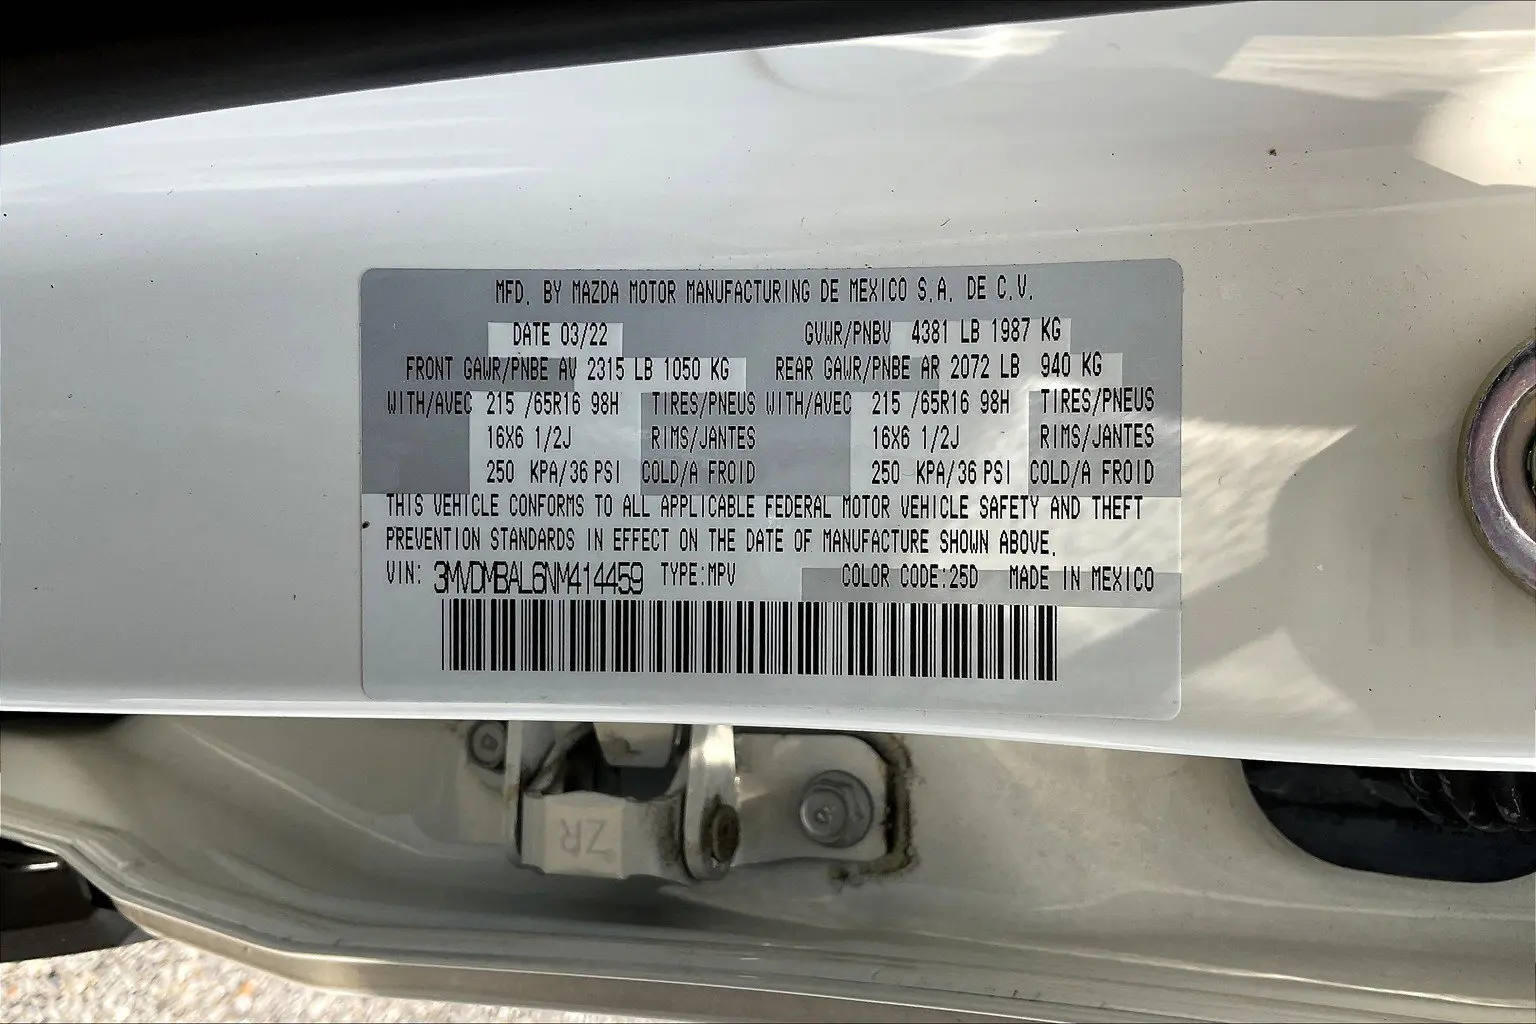 MFD. BY MAZDA MOTOR MANUFACTURING DE MEXICO S.A. DE C.V.
DATE 03/22 GVWR/PNBV 4381 LB 1987 KG
FRONT GAWR/PNBE AV 2315 LB 1050 KG REAR GAWR/PNBE AR 2072 LB 940 KG
WITH/AVEC 215 /65R16 98H TIRES/PNEUS WITH/AVEC 215 /65R16 98H TIRES/PNEUS
16X6 1/2J RIMS/JANTES 16X6 1/2J RIMS/JANTES
250 KPA/36 PSI COLD/A FROID 250 KPA/36 PSI COLD/A FROID
THIS VEHICLE CONFORMS TO ALL APPLICABLE FEDERAL MOTOR VEHICLE SAFETY AND THEFT
PREVENTION STANDARDS IN EFFECT ON THE DATE OF MANUFACTURE SHOWN ABOVE.
VIN: 3MVDMBAL6NM414459 TYPE:MPV COLOR CODE:25D MADE IN MEXICO
ZR